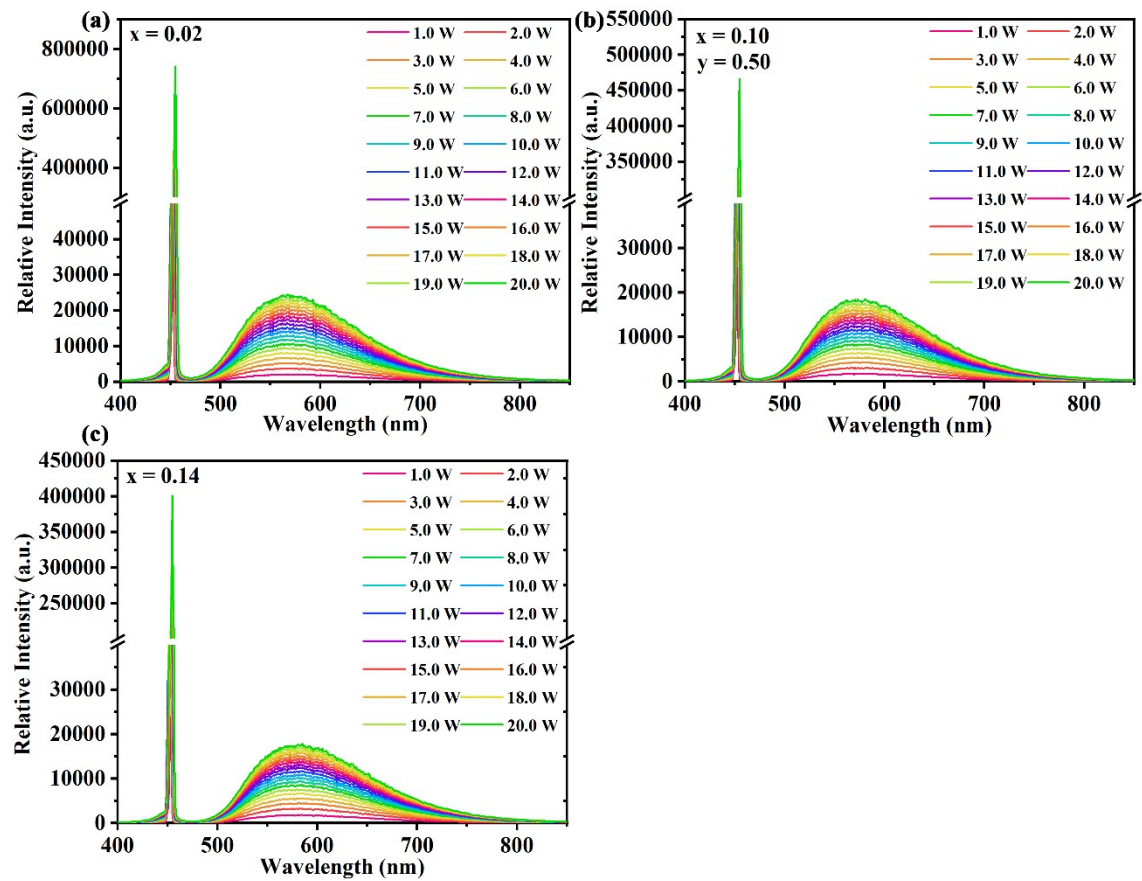 (a)
x = 0.02
1.0 W 2.0 W
3.0 W 4.0 W
5.0 W 6.0 W
7.0 W 8.0 W
9.0 W 10.0 W
11.0 W 12.0 W
13.0 W 14.0 W
15.0 W 16.0 W
17.0 W 18.0 W
19.0 W 20.0 W
Relative Intensity (a.u.)
800000
600000
400000
40000
30000
20000
10000
0
400 500 600 700 800
Wavelength (nm)
(b)
x = 0.10
y = 0.50
1.0 W 2.0 W
3.0 W 4.0 W
5.0 W 6.0 W
7.0 W 8.0 W
9.0 W 10.0 W
11.0 W 12.0 W
13.0 W 14.0 W
15.0 W 16.0 W
17.0 W 18.0 W
19.0 W 20.0 W
Relative Intensity (a.u.)
550000
500000
450000
400000
350000
30000
20000
10000
0
400 500 600 700 800
Wavelength (nm)
(c)
x = 0.14
1.0 W 2.0 W
3.0 W 4.0 W
5.0 W 6.0 W
7.0 W 8.0 W
9.0 W 10.0 W
11.0 W 12.0 W
13.0 W 14.0 W
15.0 W 16.0 W
17.0 W 18.0 W
19.0 W 20.0 W
Relative Intensity (a.u.)
450000
400000
350000
300000
250000
30000
20000
10000
0
400 500 600 700 800
Wavelength (nm)